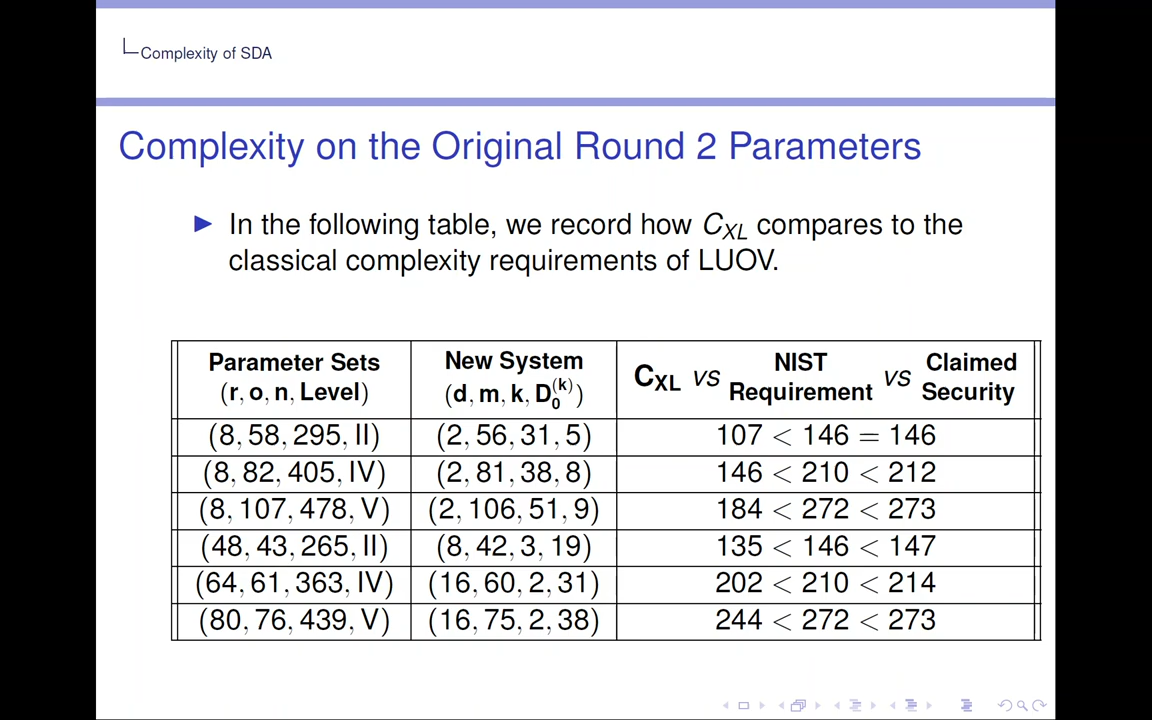 Complexity of SDA
Complexity on the Original Round 2 Parameters
In the following table, we record how C_XL compares to the
classical complexity requirements of LUOV.
Parameter Sets (r, o, n, Level) | New System (d, m, k, D_0^(k)) | C_XL vs NIST Requirement vs Claimed Security
(8, 58, 295, II) | (2, 56, 31, 5) | 107 < 146 = 146
(8, 82, 405, IV) | (2, 81, 38, 8) | 146 < 210 < 212
(8, 107, 478, V) | (2, 106, 51, 9) | 184 < 272 < 273
(48, 43, 265, II) | (8, 42, 3, 19) | 135 < 146 < 147
(64, 61, 363, IV) | (16, 60, 2, 31) | 202 < 210 < 214
(80, 76, 439, V) | (16, 75, 2, 38) | 244 < 272 < 273